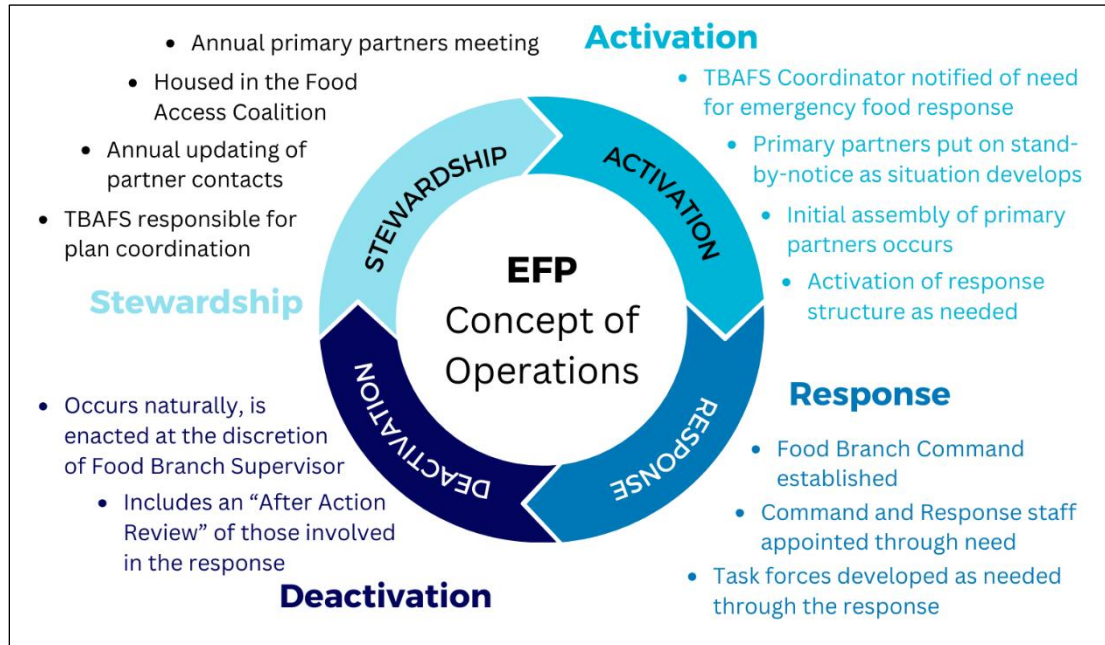 • Annual primary partners meeting
• Housed in the Food
Access Coalition
• Annual updating of
partner contacts
• TBAFS responsible for
plan coordination
Stewardship
Activation
• TBAFS Coordinator notified of need
for emergency food response
• Primary partners put on stand-
by-notice as situation develops
• Initial assembly of primary
partners occurs
• Activation of response
structure as needed
STEWARDSHIP
ACTIVATION
RESPONSE
DEACTIVATION
EFP
Concept of
Operations
Response
• Food Branch Command
established
• Command and Response staff
appointed through need
• Task forces developed as needed
through the response
• Occurs naturally, is
enacted at the discretion
of Food Branch Supervisor
• Includes an “After Action
Review” of those involved
in the response
Deactivation